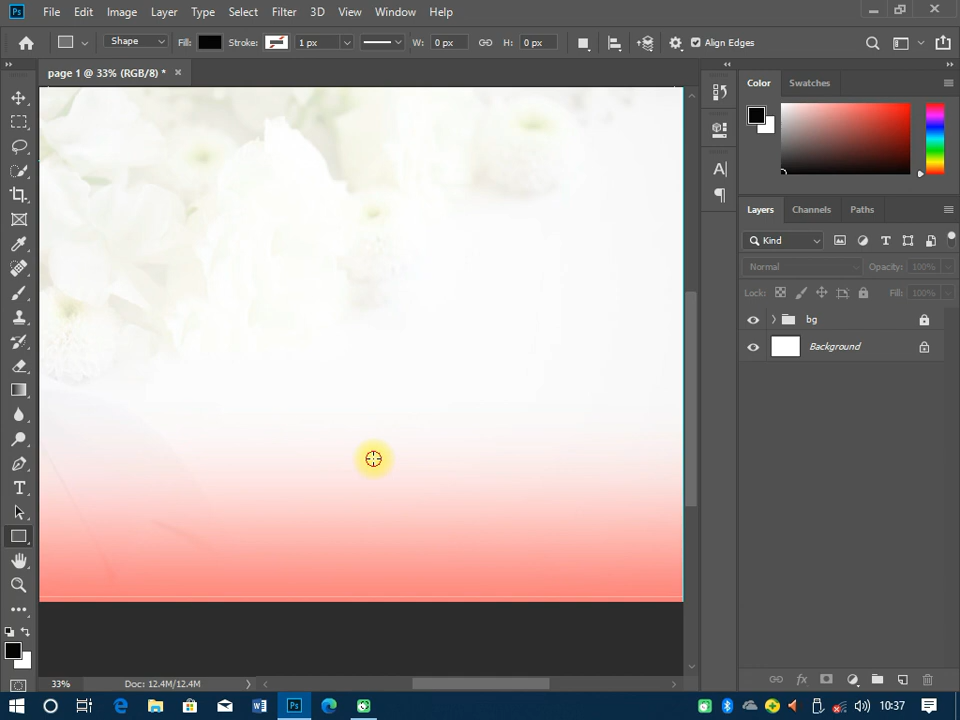 Ps File Edit Image Layer Type Select Filter 3D View Window Help
Shape Fill: Stroke: 1 px W: 0 px H: 0 px Align Edges
page 1 @ 33% (RGB/8) *
Color Swatches
Layers Channels Paths
Kind
Normal Opacity: 100%
Lock: Fill: 100%
bg
Background
33% Doc: 12.4M/12.4M
10:37